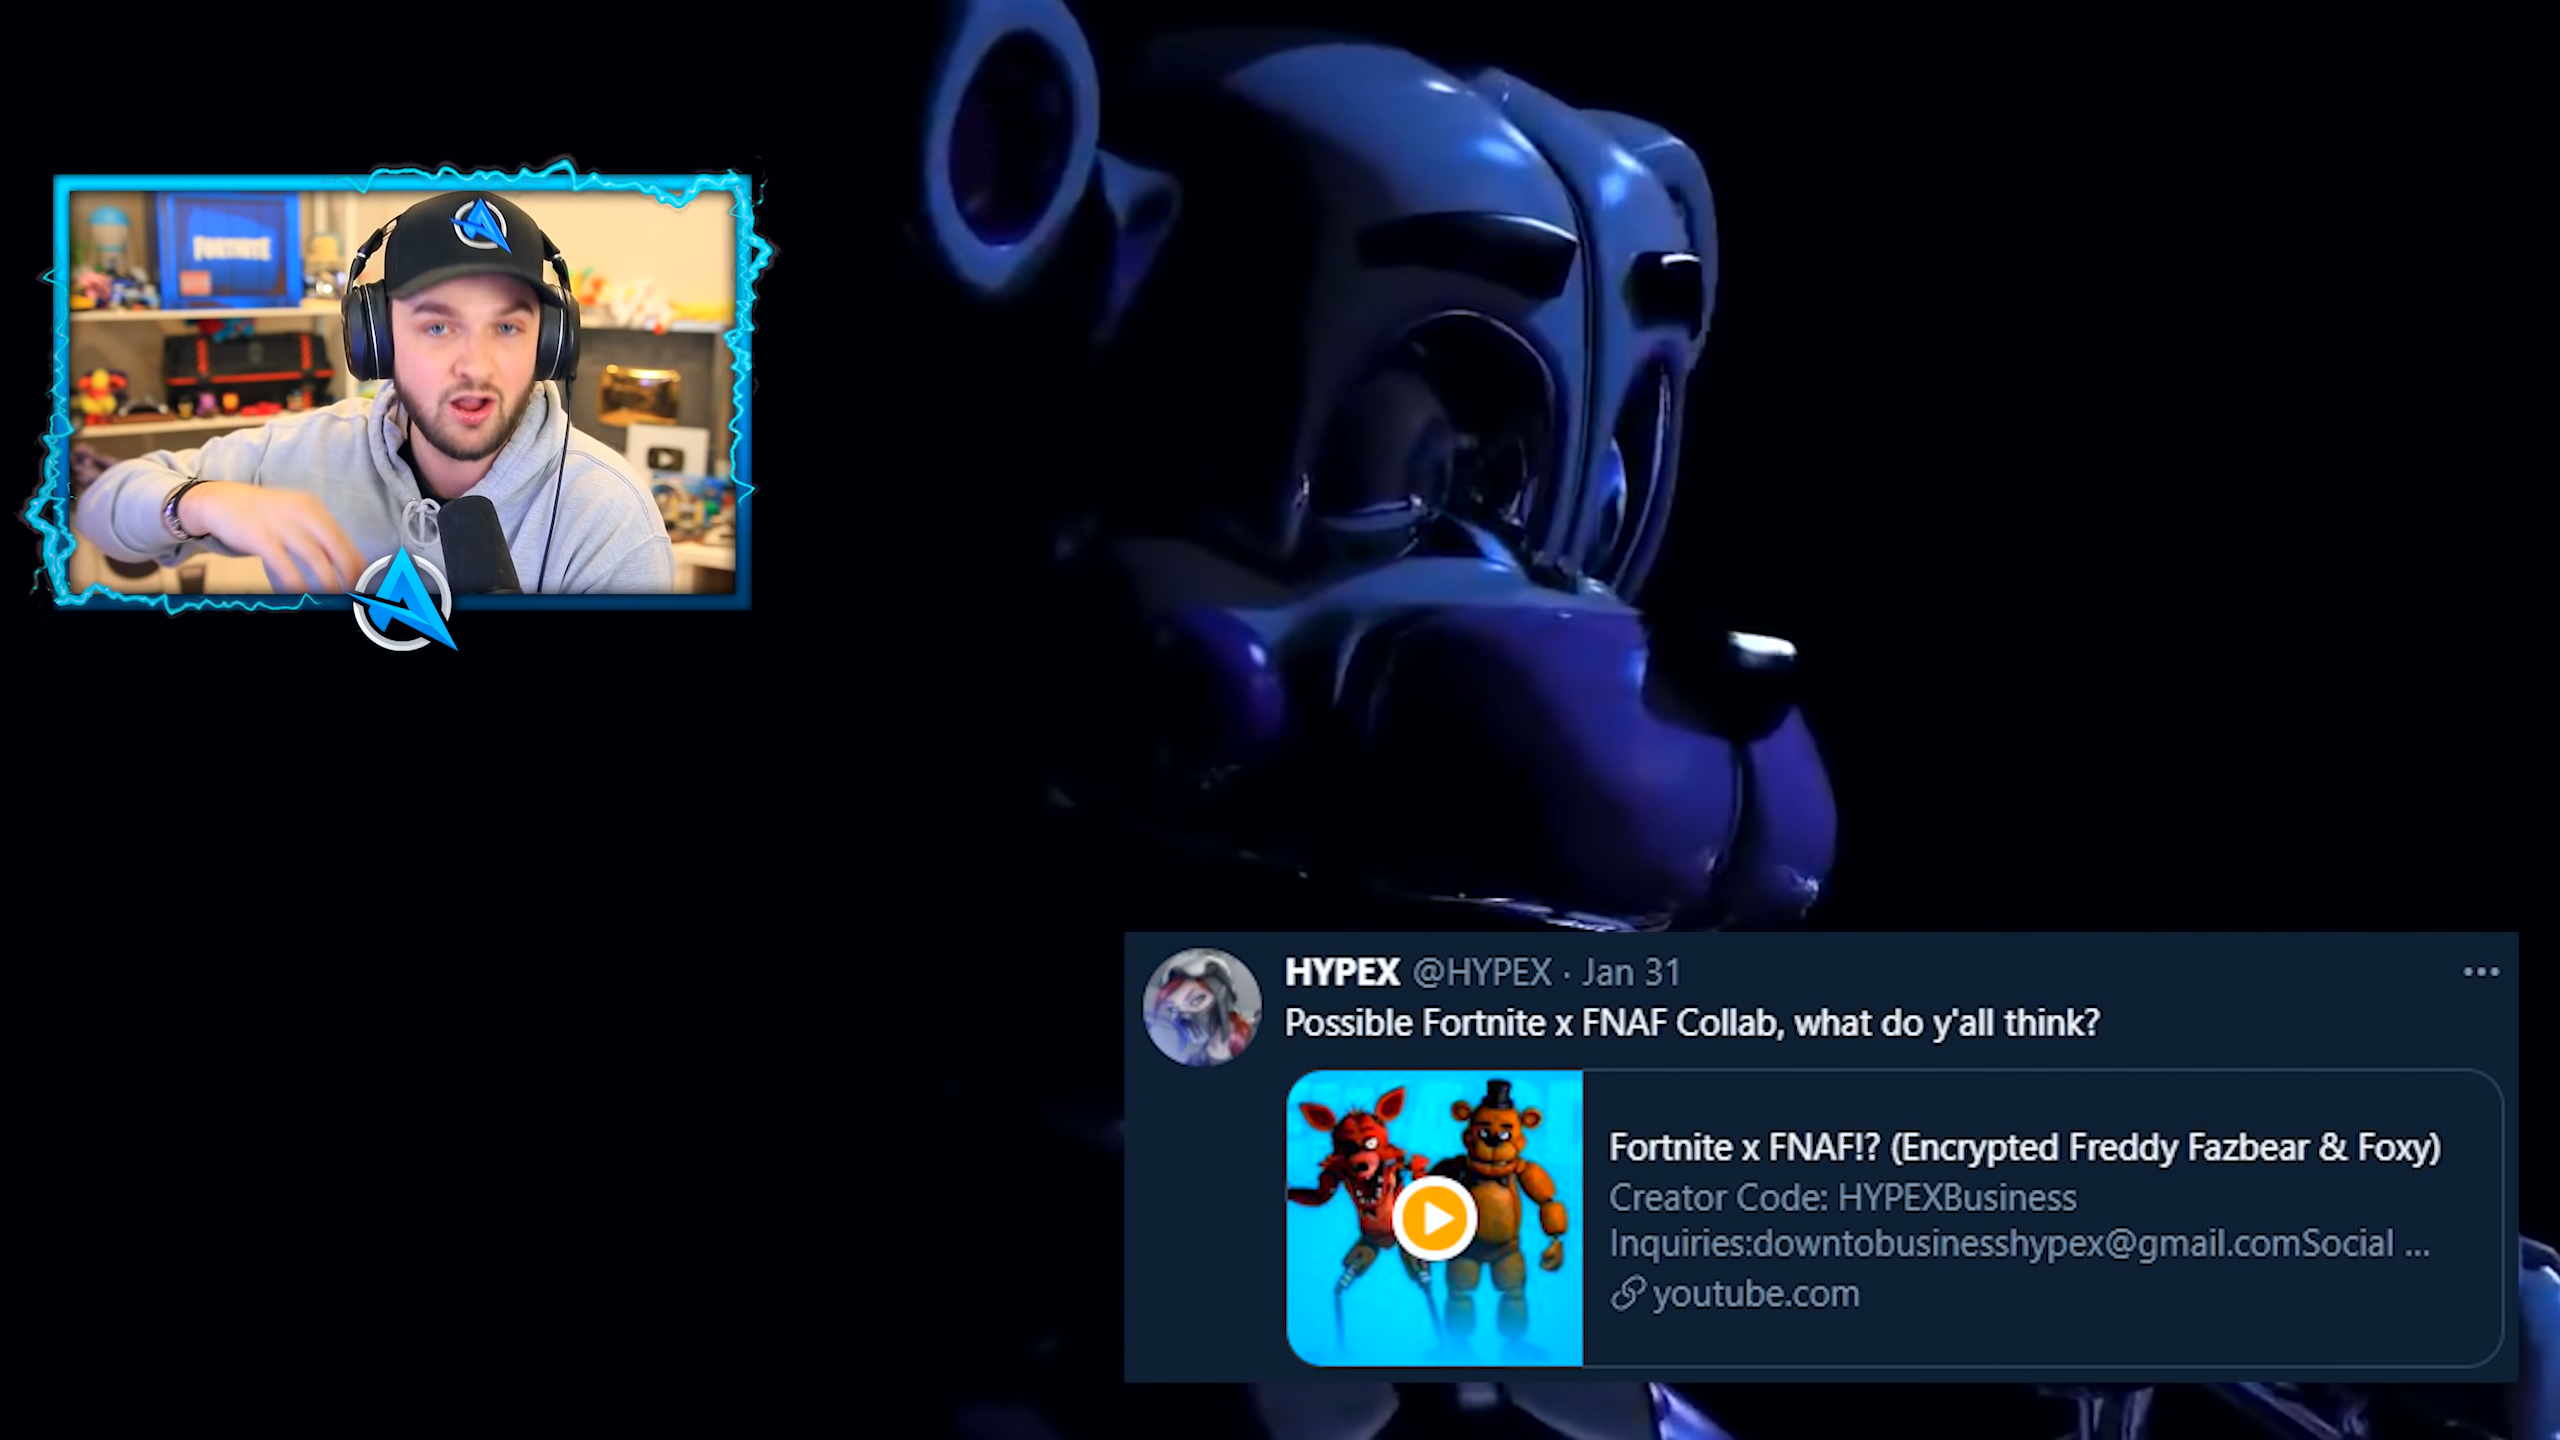 FORTNITE
HYPEX @HYPEX · Jan 31
Possible Fortnite x FNAF Collab, what do y'all think?
Fortnite x FNAF!? (Encrypted Freddy Fazbear & Foxy)
Creator Code: HYPEXBusiness
Inquiries:downtobusinesshypex@gmail.comSocial ...
youtube.com